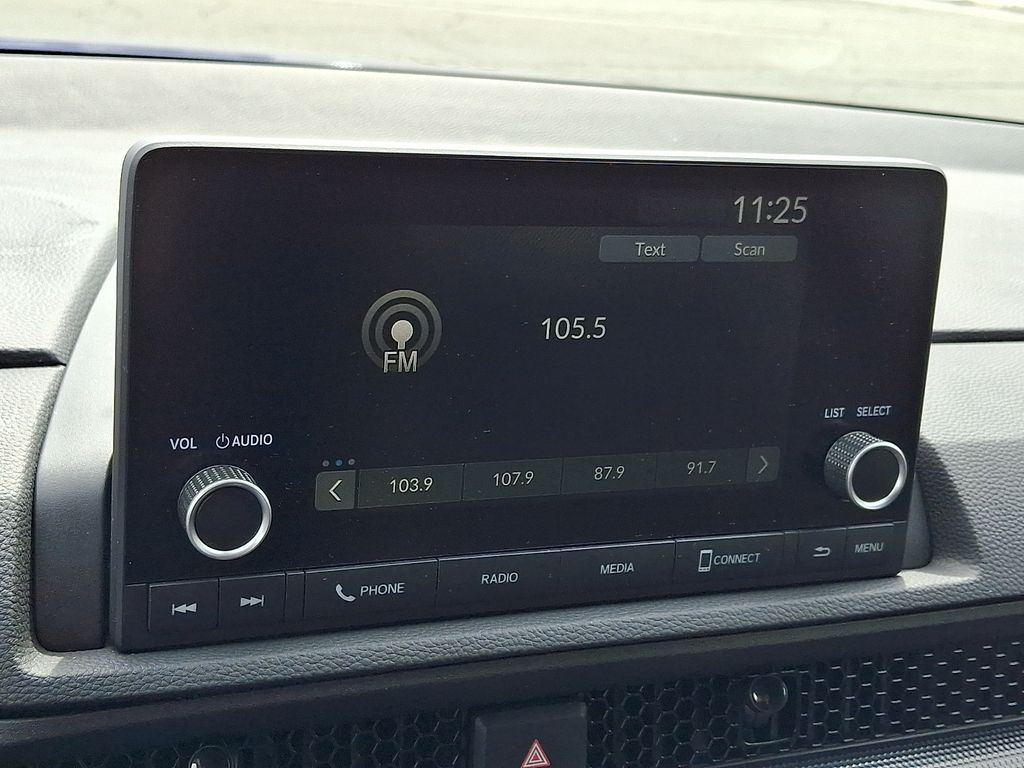 11:25
Text Scan
105.5
FM
LIST SELECT
VOL AUDIO
103.9 107.9 87.9 91.7
PHONE RADIO MEDIA CONNECT MENU